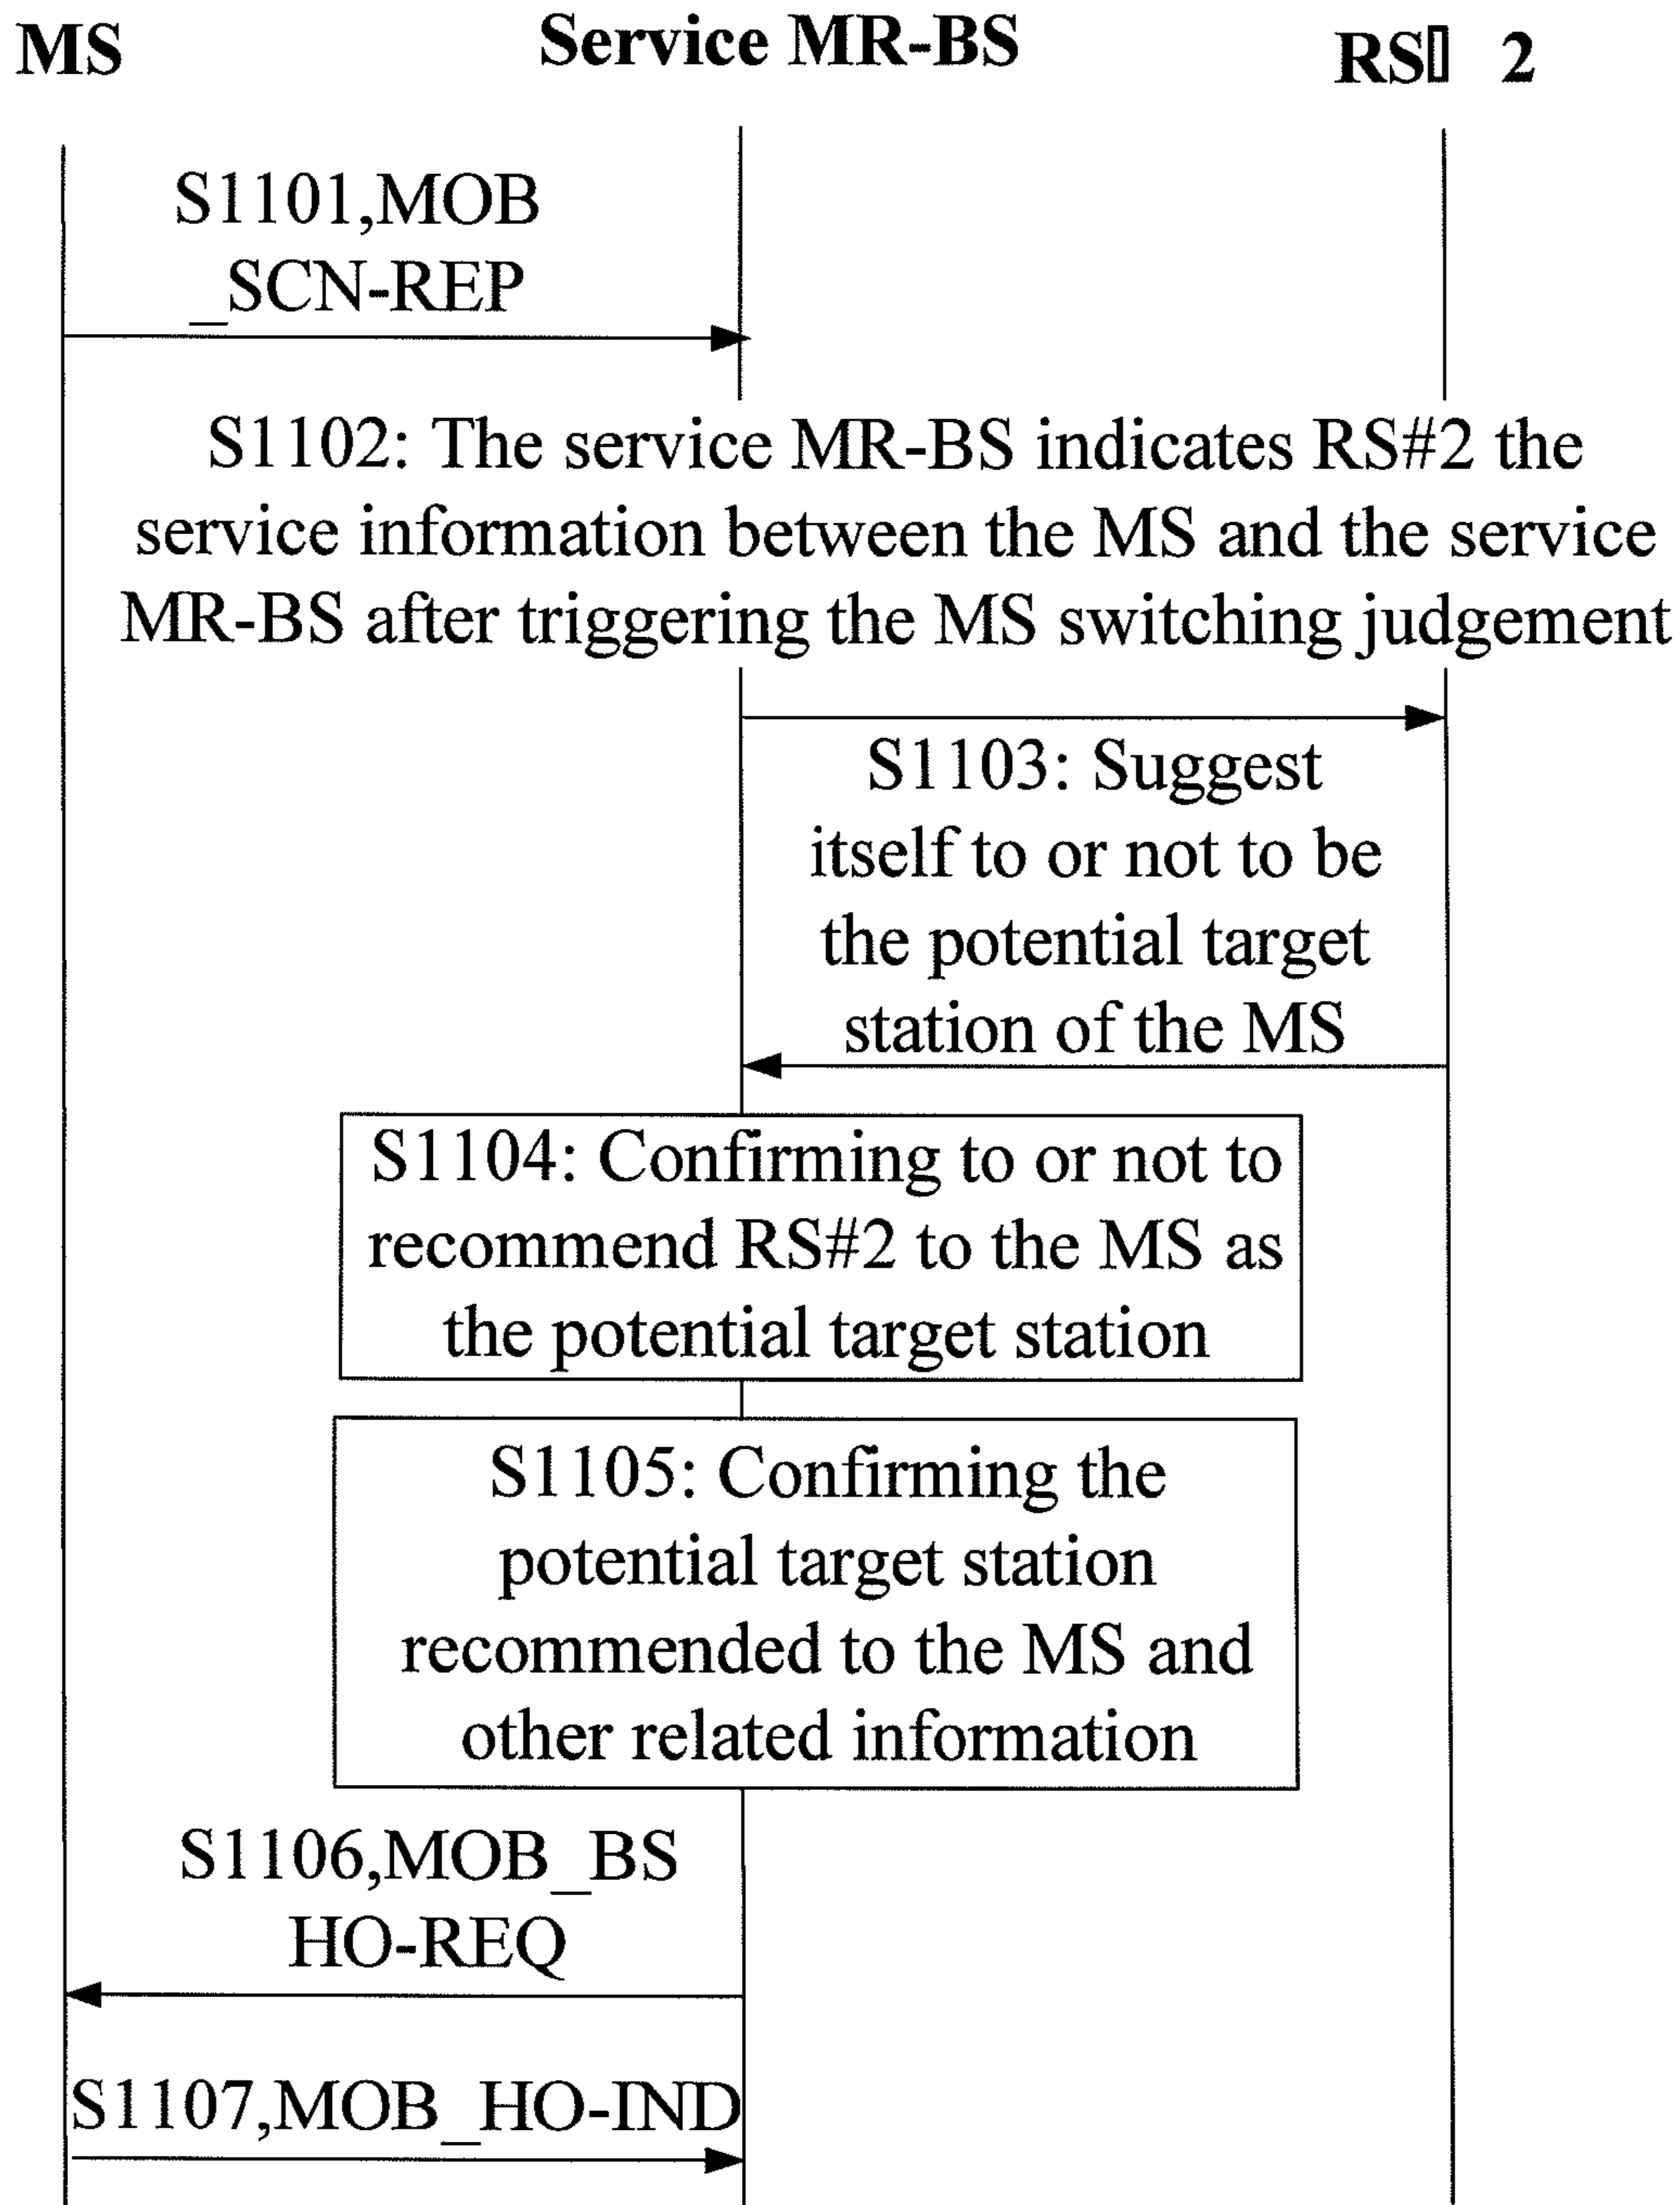 MS
Service MR-BS
RS▯ 2
S1101,MOB
_SCN-REP
S1102: The service MR-BS indicates RS#2 the
service information between the MS and the service
MR-BS after triggering the MS switching judgement
S1103: Suggest
itself to or not to be
the potential target
station of the MS
S1104: Confirming to or not to
recommend RS#2 to the MS as
the potential target station
S1105: Confirming the
potential target station
recommended to the MS and
other related information
S1106,MOB_BS
HO-REQ
S1107,MOB_HO-IND